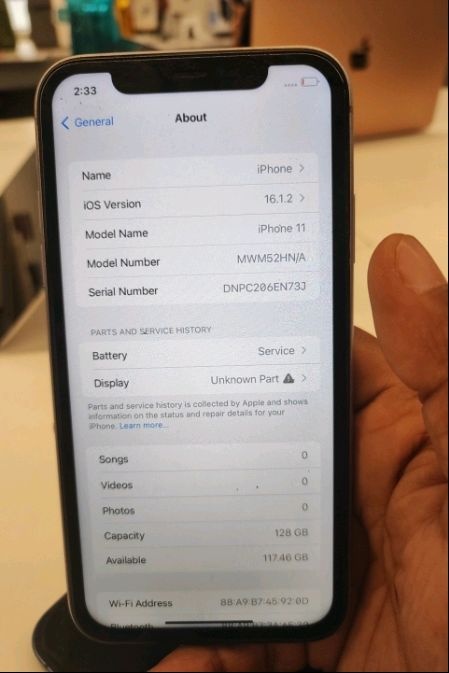 2:33
General
About
Name iPhone
iOS Version 16.1.2
Model Name iPhone 11
Model Number MWM52HN/A
Serial Number DNPC206EN73J
PARTS AND SERVICE HISTORY
Battery Service
Display Unknown Part
Parts and service history is collected by Apple and shows
information on the status and repair details for your
iPhone. Learn more...
Songs 0
Videos 0
Photos 0
Capacity 128 GB
Available 117.46 GB
Wi-Fi Address 88:A9:B7:45:92:0D
Bluetooth